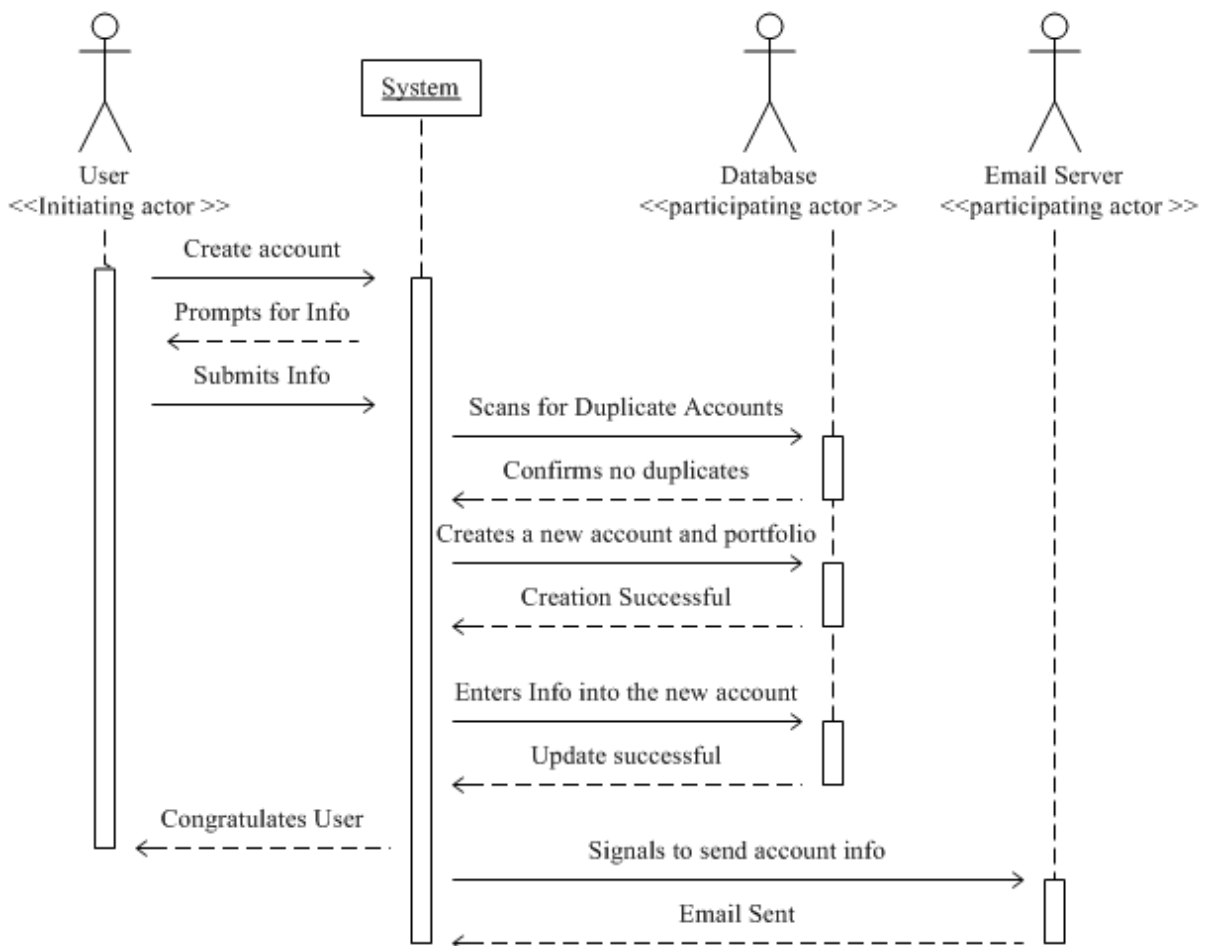 System
User
<<Initiating actor >>
Database
<<participating actor >>
Email Server
<<participating actor >>
Create account
Prompts for Info
Submits Info
Scans for Duplicate Accounts
Confirms no duplicates
Creates a new account and portfolio
Creation Successful
Enters Info into the new account
Update successful
Congratulates User
Signals to send account info
Email Sent